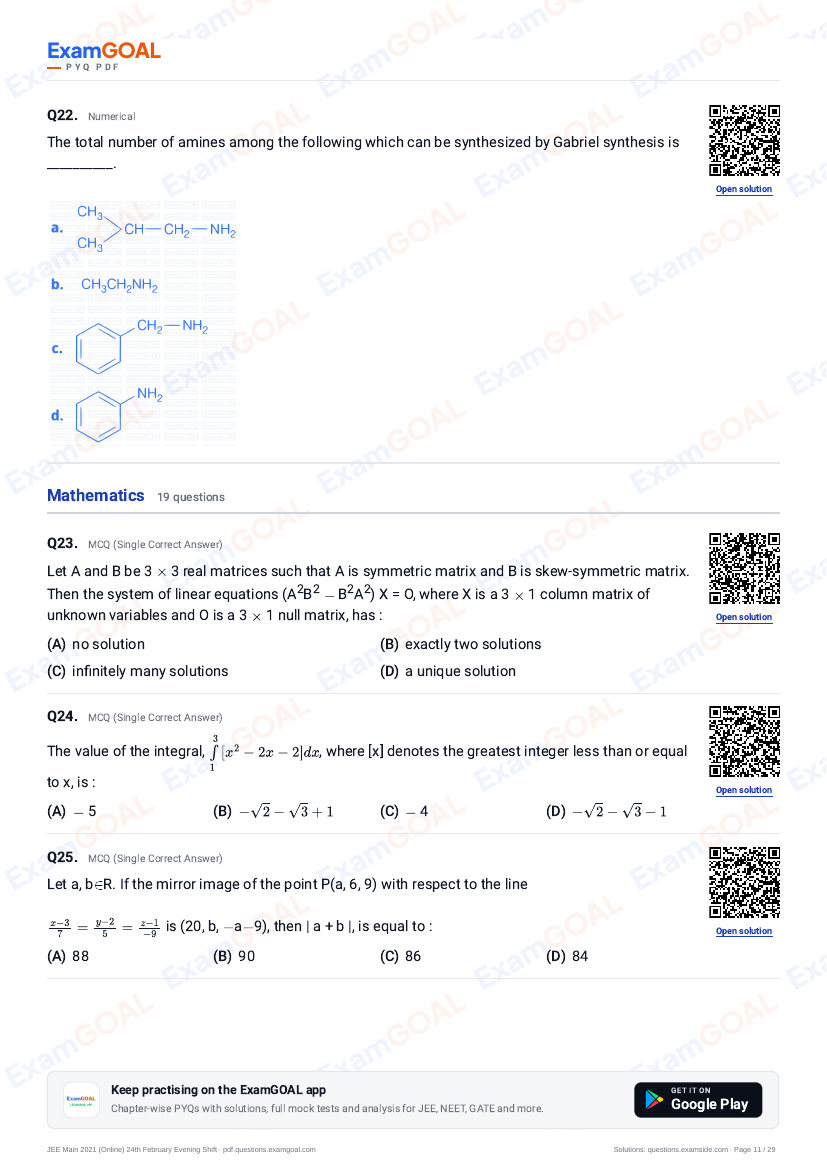 ExamGOAL
PYQ PDF
Q22. Numerical
The total number of amines among the following which can be synthesized by Gabriel synthesis is
__________.
Open solution
a. CH₃ CH₃ CH — CH₂ — NH₂
b. CH₃CH₂NH₂
c. CH₂ — NH₂
d. NH₂
Mathematics 19 questions
Q23. MCQ (Single Correct Answer)
Let A and B be 3 × 3 real matrices such that A is symmetric matrix and B is skew-symmetric matrix.
Then the system of linear equations (A²B² − B²A²) X = O, where X is a 3 × 1 column matrix of
unknown variables and O is a 3 × 1 null matrix, has :
Open solution
(A) no solution (B) exactly two solutions
(C) infinitely many solutions (D) a unique solution
Q24. MCQ (Single Correct Answer)
The value of the integral, ∫₁³ [x² − 2x − 2]dx, where [x] denotes the greatest integer less than or equal
to x, is :
Open solution
(A) − 5 (B) −√2 − √3 + 1 (C) − 4 (D) −√2 − √3 − 1
Q25. MCQ (Single Correct Answer)
Let a, b∈R. If the mirror image of the point P(a, 6, 9) with respect to the line
(x−3)/7 = (y−2)/5 = (z−1)/−9 is (20, b, −a−9), then | a + b |, is equal to :
Open solution
(A) 88 (B) 90 (C) 86 (D) 84
Keep practising on the ExamGOAL app
Chapter-wise PYQs with solutions, full mock tests and analysis for JEE, NEET, GATE and more.
GET IT ON
Google Play
JEE Main 2021 (Online) 24th February Evening Shift · pdf.questions.examgoal.com
Solutions: questions.examside.com · Page 11 / 29